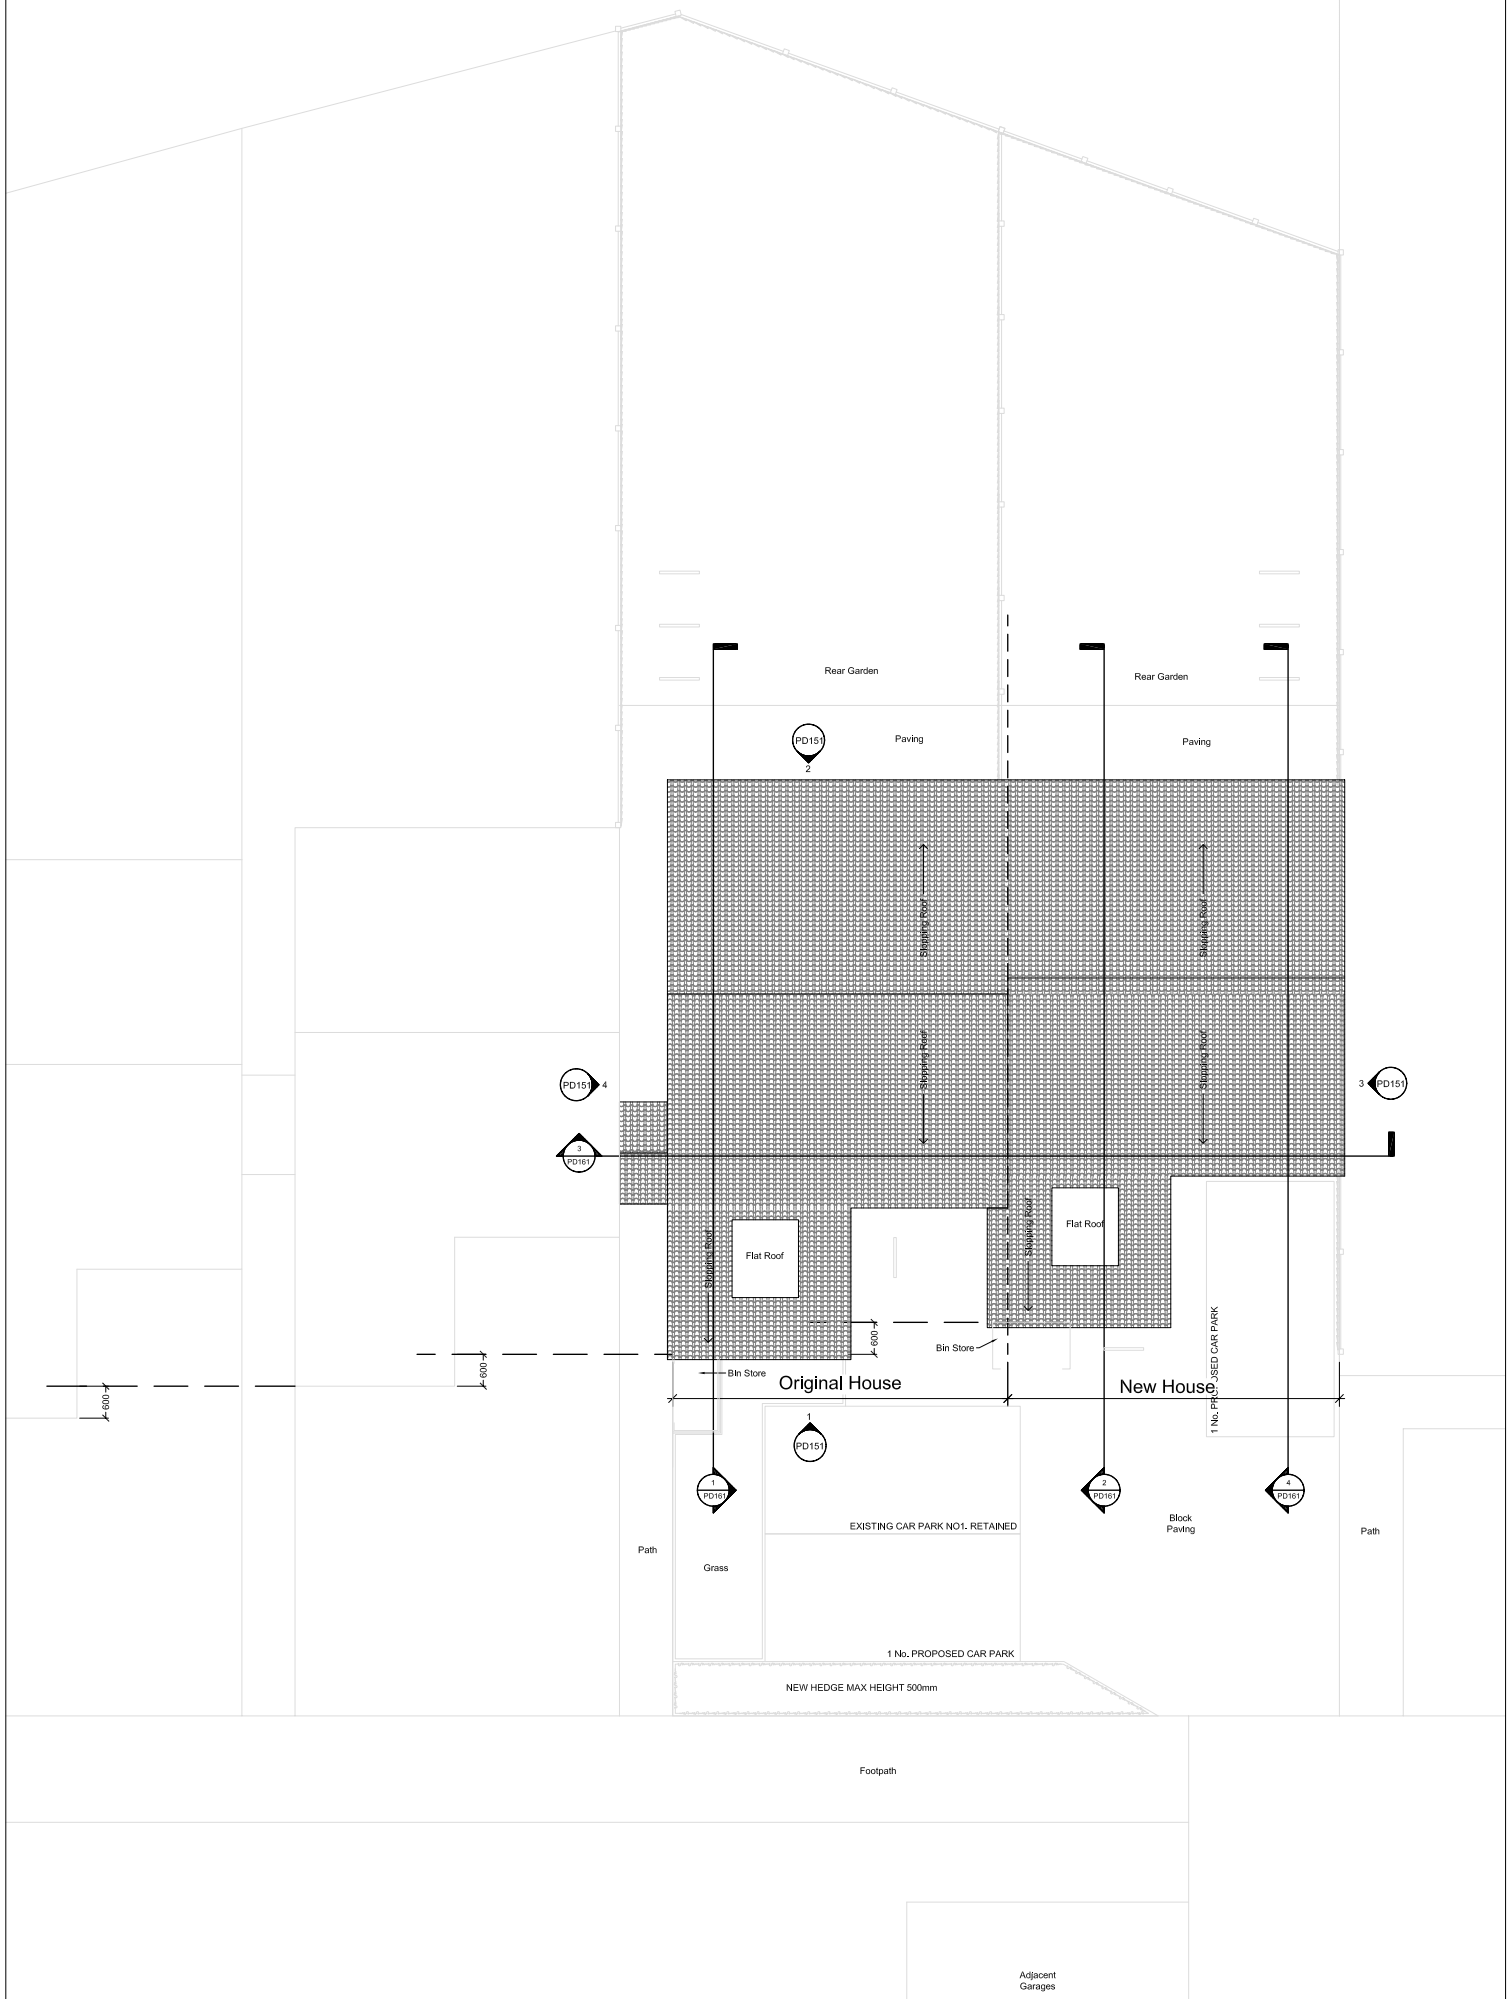 Rear Garden
Rear Garden
PD151
2
Paving
Paving
Slopping Roof
Slopping Roof
Slopping Roof
Slopping Roof
PD151
4
3
PD151
3
PD161
Slopping Roof
Flat Roof
Slopping Roof
Flat Roof
600
600
600
Bin Store
Bin Store
Original House
New House
1 No. PROPOSED CAR PARK
1
PD151
1
PD161
2
PD161
4
PD161
EXISTING CAR PARK NO1. RETAINED
Block
Paving
Path
Path
Grass
1 No. PROPOSED CAR PARK
NEW HEDGE MAX HEIGHT 500mm
Footpath
Adjacent
Garages